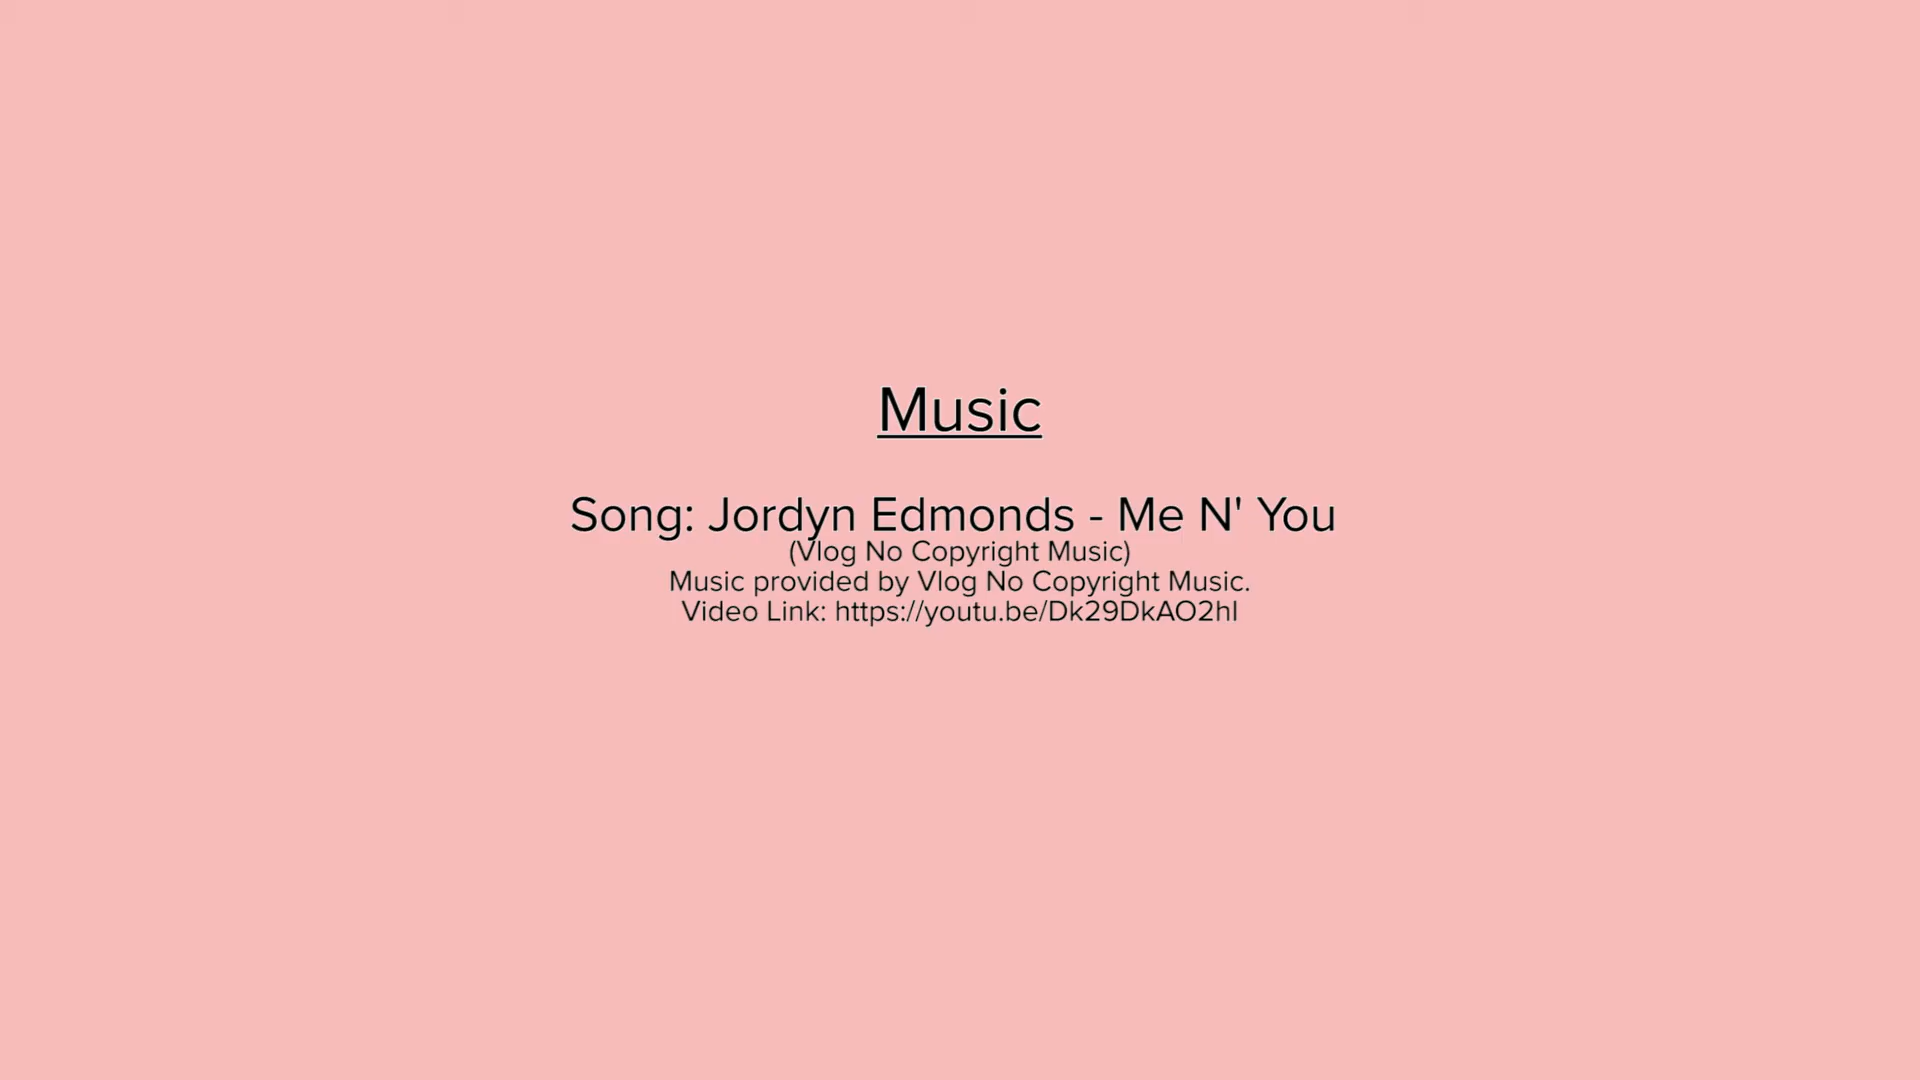 Music
Song: Jordyn Edmonds - Me N' You
(Vlog No Copyright Music)
Music provided by Vlog No Copyright Music.
Video Link: https://youtu.be/Dk29DkAO2hI